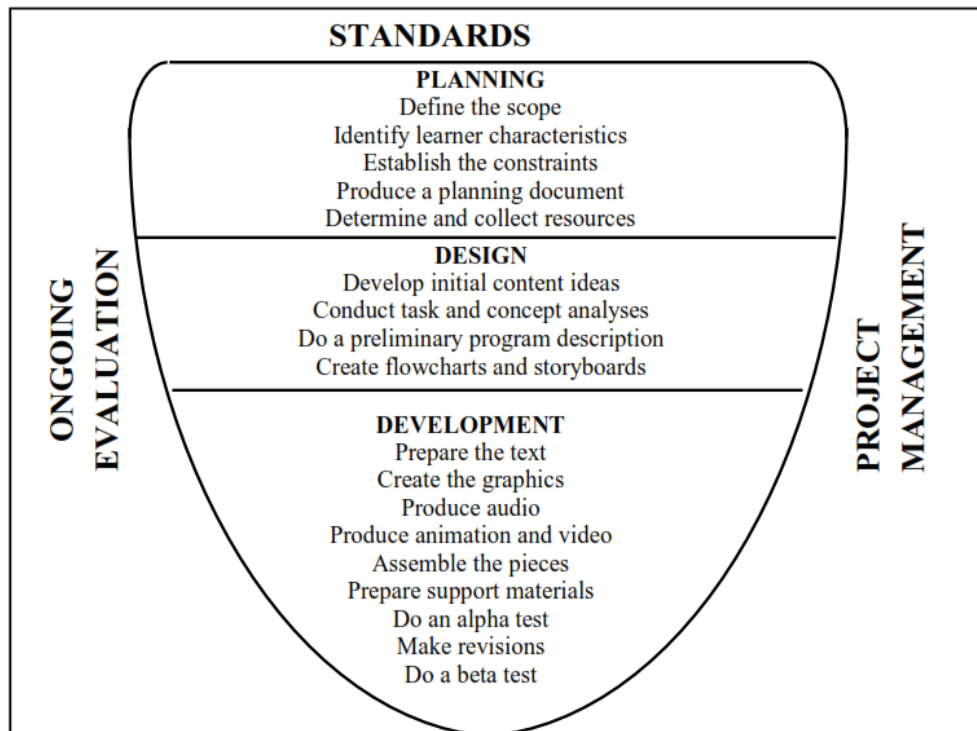 STANDARDS
PLANNING
Define the scope
Identify learner characteristics
Establish the constraints
Produce a planning document
Determine and collect resources
DESIGN
Develop initial content ideas
Conduct task and concept analyses
Do a preliminary program description
Create flowcharts and storyboards
DEVELOPMENT
Prepare the text
Create the graphics
Produce audio
Produce animation and video
Assemble the pieces
Prepare support materials
Do an alpha test
Make revisions
Do a beta test
ONGOING
EVALUATION
PROJECT
MANAGEMENT